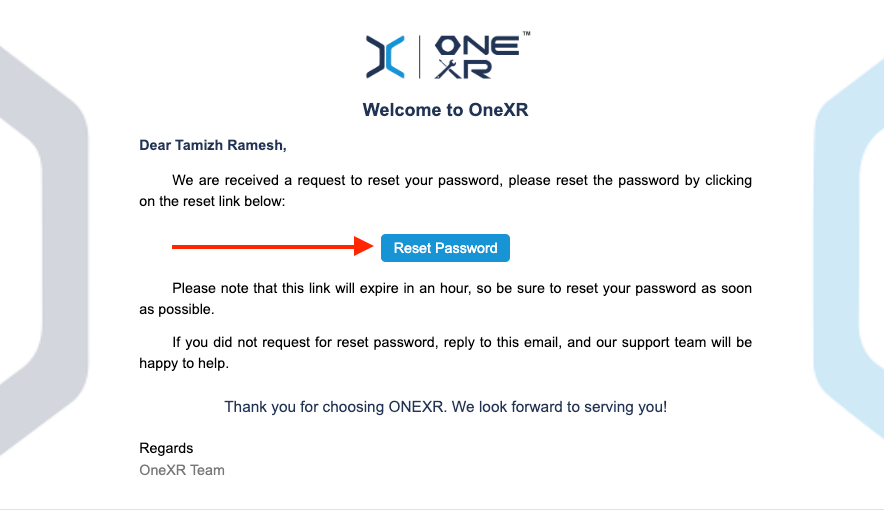 ONE™
XR
Welcome to OneXR
Dear Tamizh Ramesh,
We are received a request to reset your password, please reset the password by clicking
on the reset link below:
Reset Password
Please note that this link will expire in an hour, so be sure to reset your password as soon
as possible.
If you did not request for reset password, reply to this email, and our support team will be
happy to help.
Thank you for choosing ONEXR. We look forward to serving you!
Regards
OneXR Team